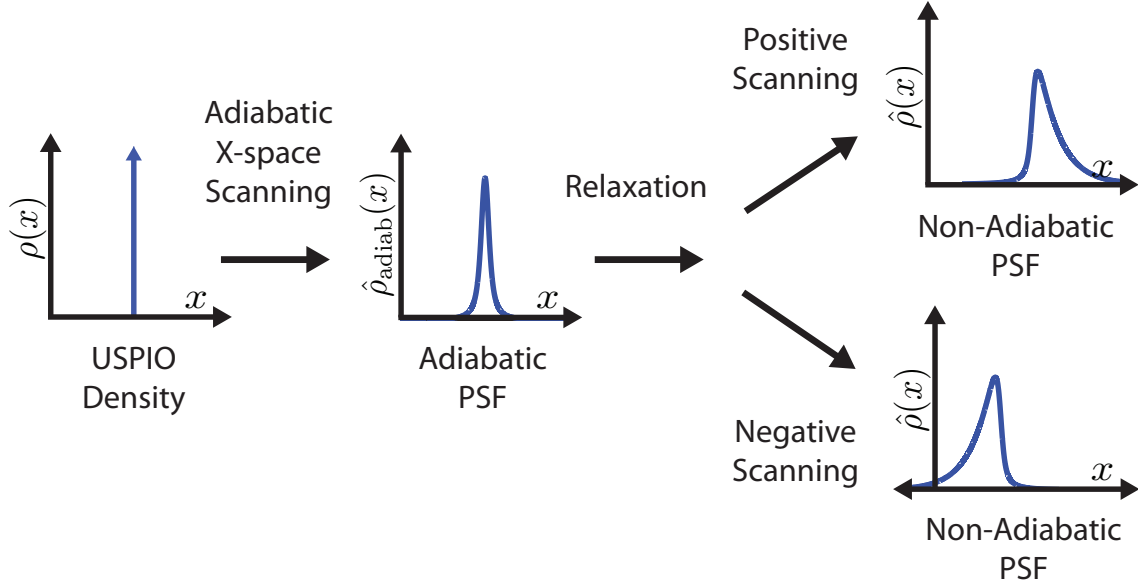 ρ(x)
x
USPIO
Density
Adiabatic
X-space
Scanning
ρ̂adiab(x)
x
Adiabatic
PSF
Relaxation
Positive
Scanning
ρ̂(x)
x
Non-Adiabatic
PSF
Negative
Scanning
ρ̂(x)
x
Non-Adiabatic
PSF